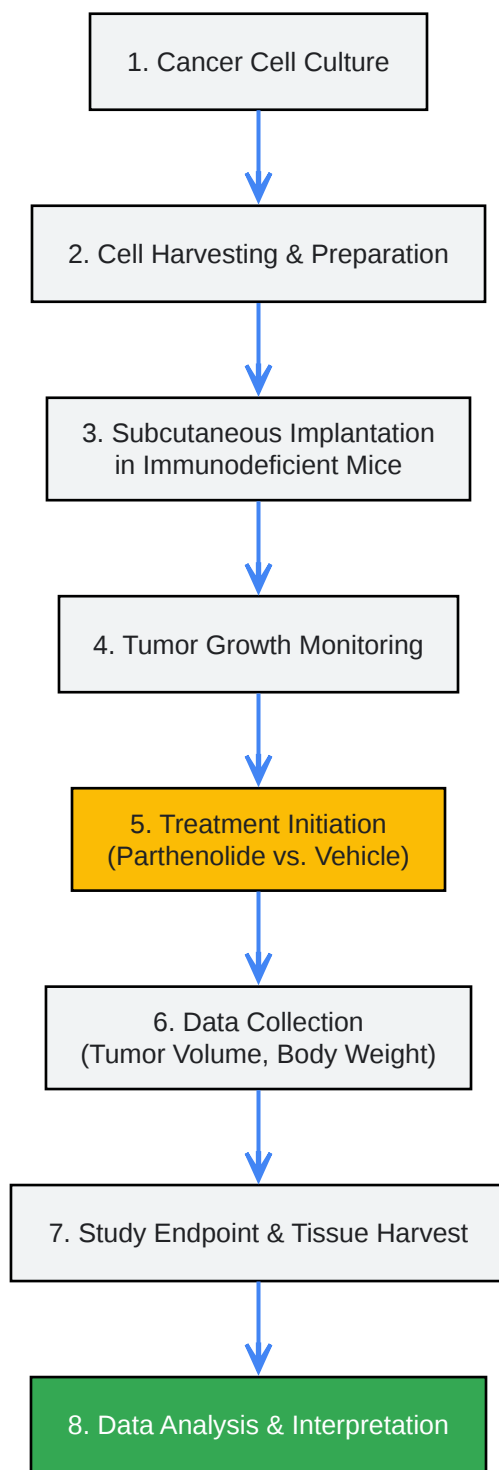 1. Cancer Cell Culture
2. Cell Harvesting & Preparation
3. Subcutaneous Implantation
in Immunodeficient Mice
4. Tumor Growth Monitoring
5. Treatment Initiation
(Parthenolide vs. Vehicle)
6. Data Collection
(Tumor Volume, Body Weight)
7. Study Endpoint & Tissue Harvest
8. Data Analysis & Interpretation